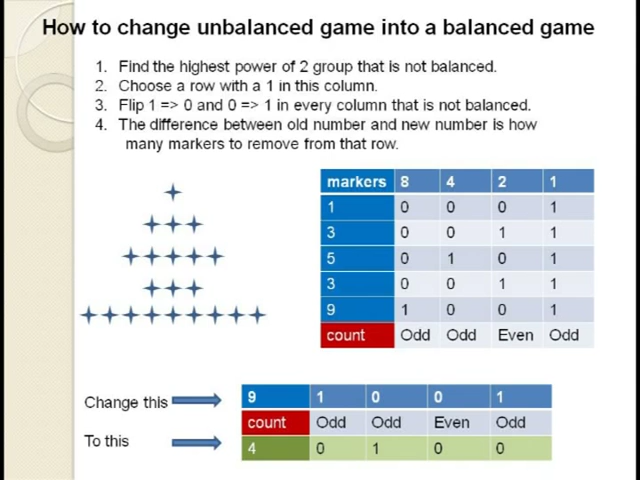 How to change unbalanced game into a balanced game
1. Find the highest power of 2 group that is not balanced.
2. Choose a row with a 1 in this column.
3. Flip 1 => 0 and 0 => 1 in every column that is not balanced.
4. The difference between old number and new number is how
many markers to remove from that row.
markers 8 4 2 1
1 0 0 0 1
3 0 0 1 1
5 0 1 0 1
3 0 0 1 1
9 1 0 0 1
count Odd Odd Even Odd
Change this
9 1 0 0 1
count Odd Odd Even Odd
To this
4 0 1 0 0